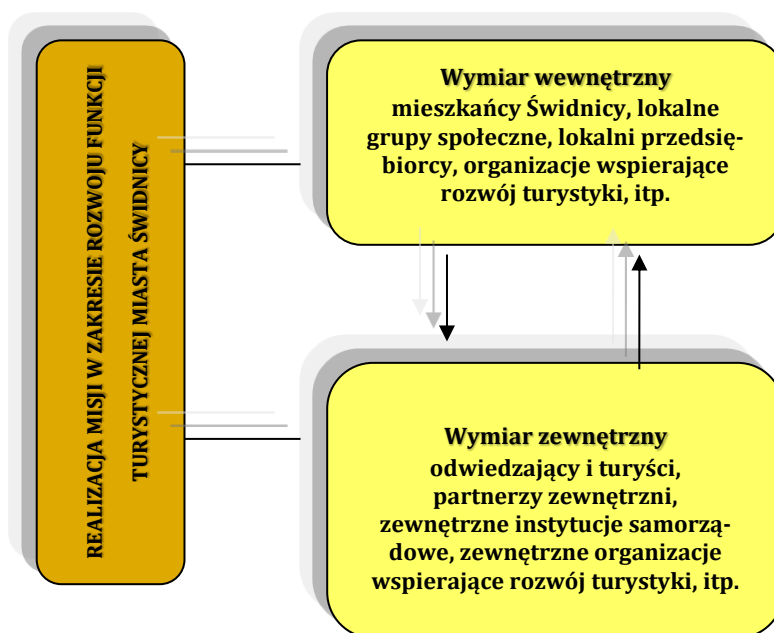 REALIZACJA MISJI W ZAKRESIE ROZWOJU FUNKCJI
TURYSTYCZNEJ MIASTA ŚWIDNICY
Wymiar wewnętrzny
mieszkańcy Świdnicy, lokalne
grupy społeczne, lokalni przedsię-
biorcy, organizacje wspierające
rozwój turystyki, itp.
Wymiar zewnętrzny
odwiedzający i turyści,
partnerzy zewnętrzni,
zewnętrzne instytucje samorzą-
dowe, zewnętrzne organizacje
wspierające rozwój turystyki, itp.